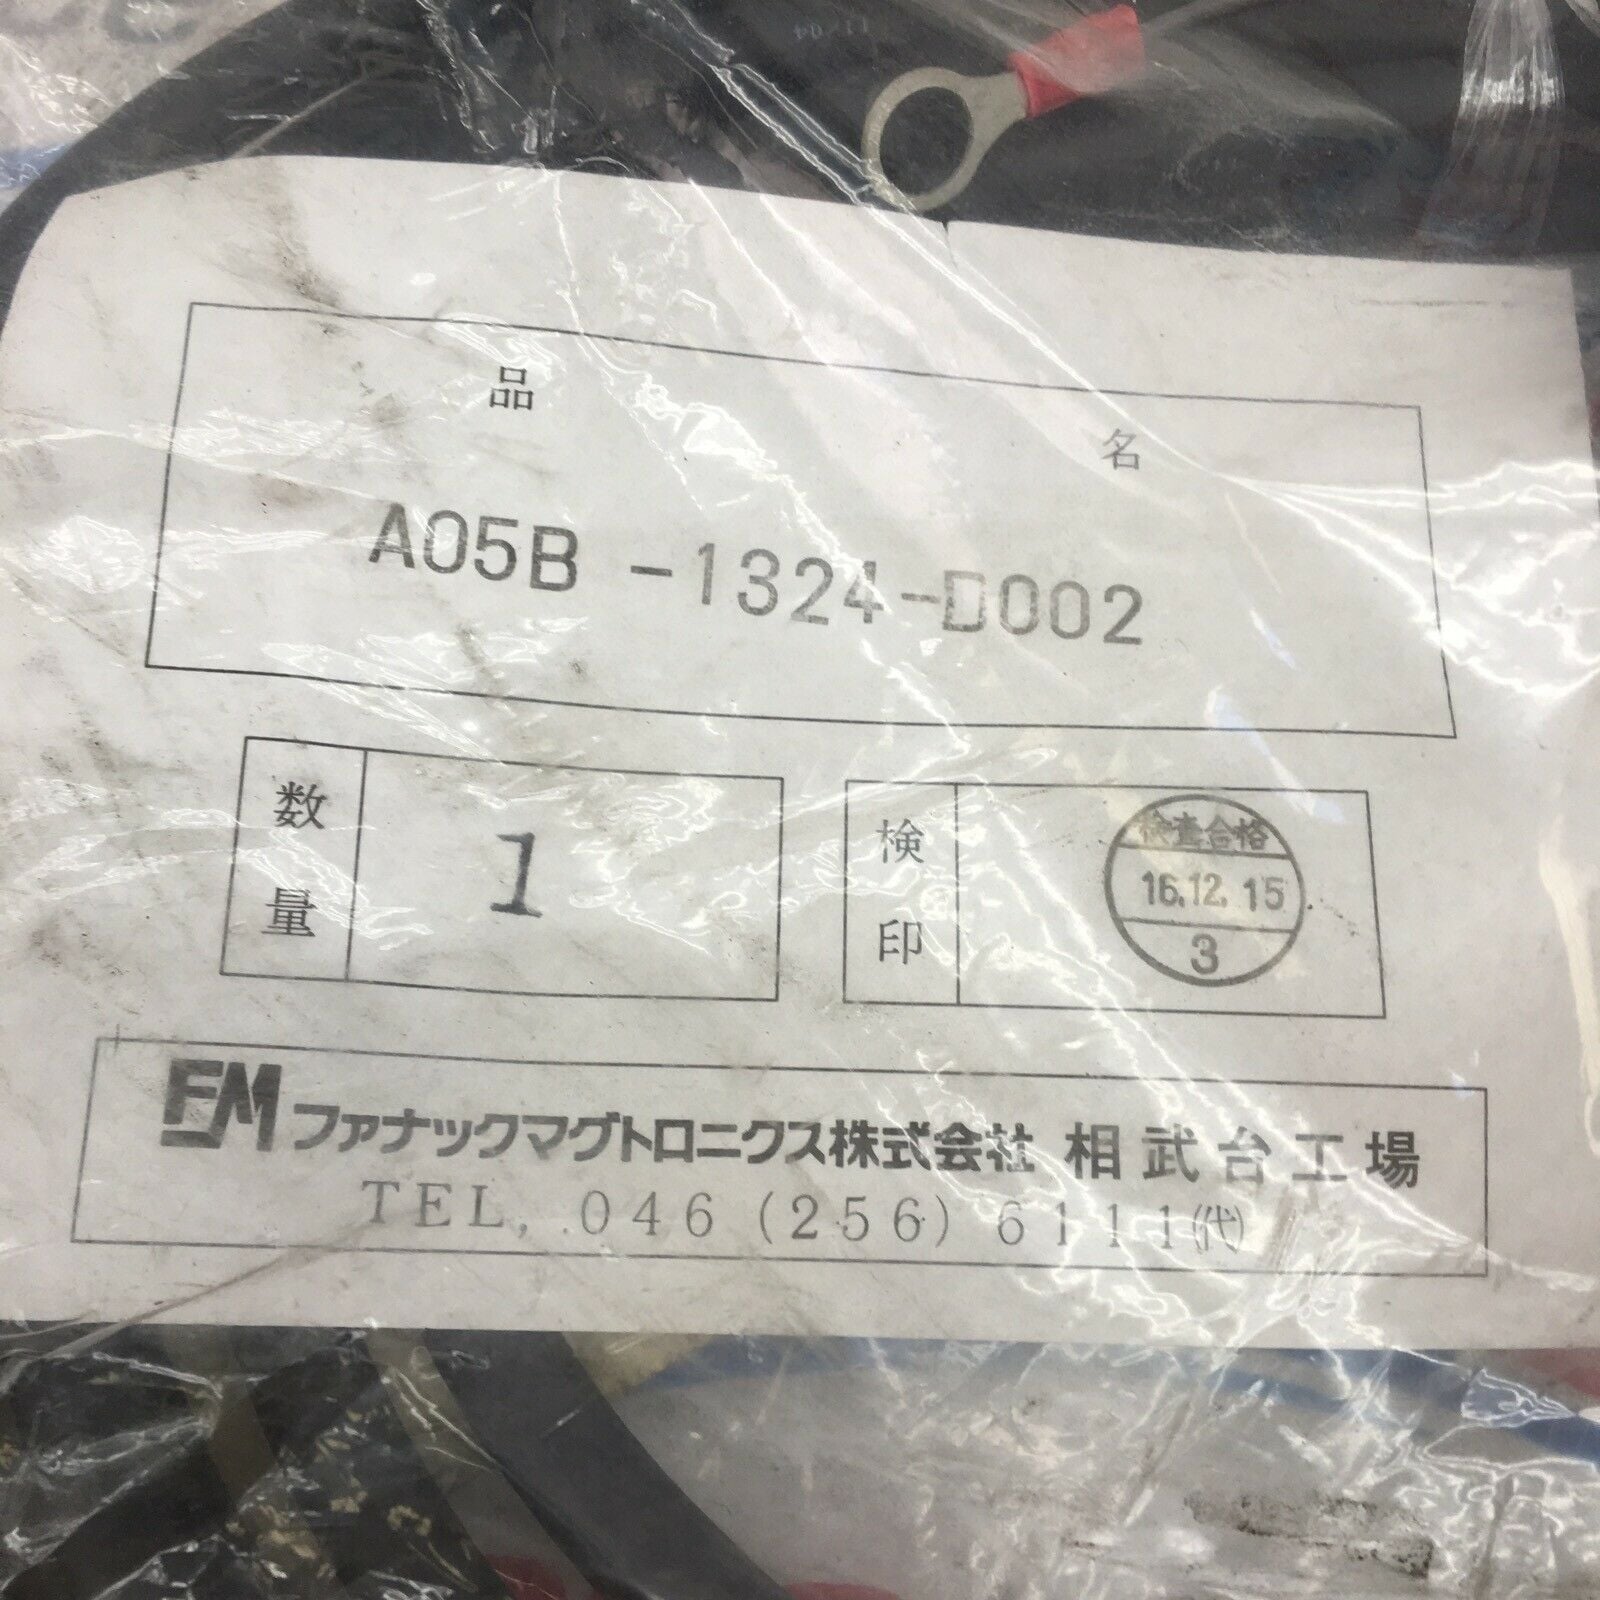 品 名
A05B -1324-D002
数量 1
検印
検査合格
16.12.15
3
FM ファナックマグトロニクス株式会社 相武台工場
TEL, 046 (256) 6111(代)